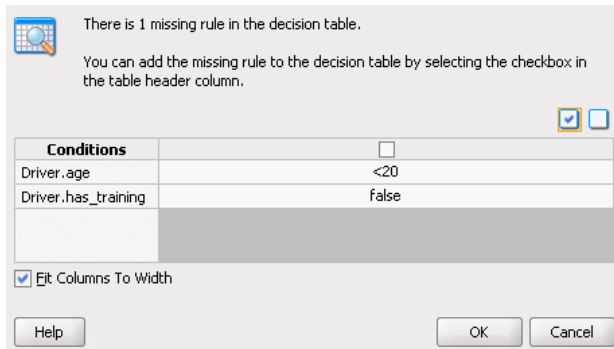 There is 1 missing rule in the decision table.
You can add the missing rule to the decision table by selecting the checkbox in
the table header column.
Conditions
Driver.age <20
Driver.has_training false
Fit Columns To Width
Help OK Cancel